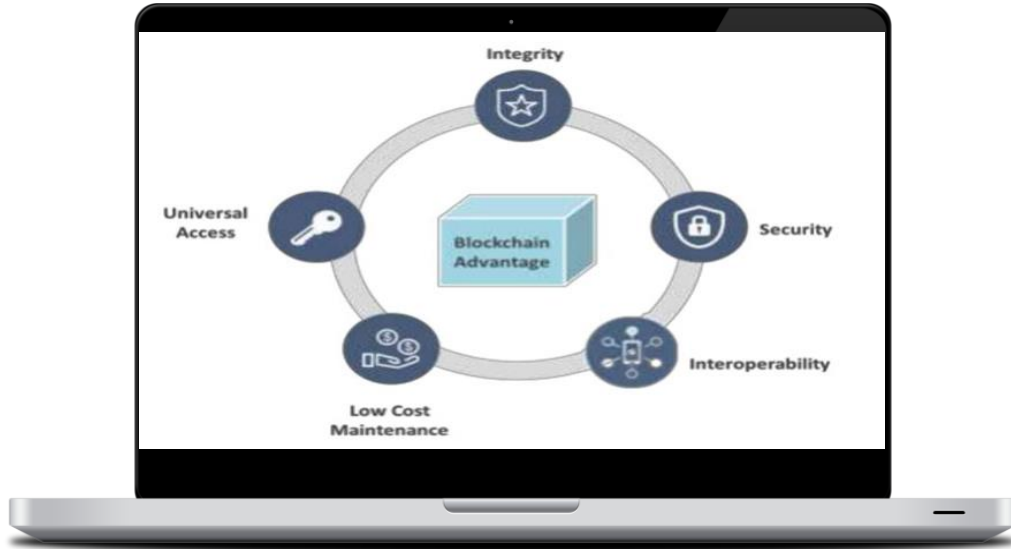 Integrity
Universal
Access
Blockchain
Advantage
Security
Interoperability
Low Cost
Maintenance